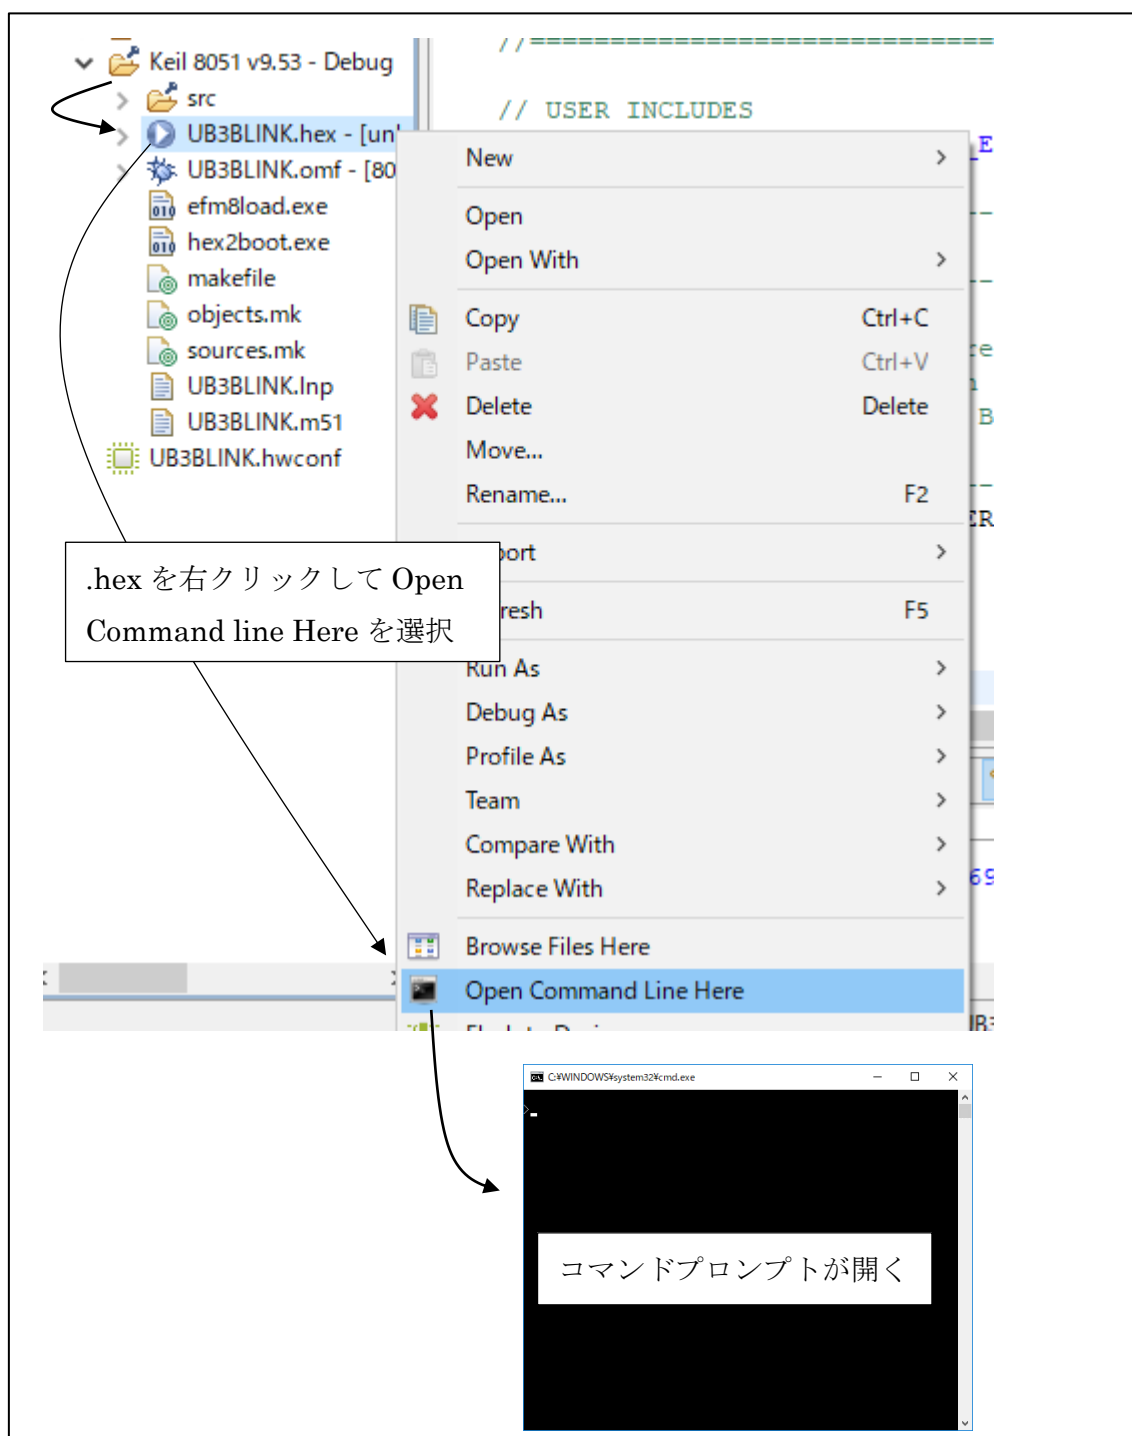 //=============================
Keil 8051 v9.53 - Debug
src
// USER INCLUDES
UB3BLINK.hex - [un
UB3BLINK.omf - [80
efm8load.exe
hex2boot.exe
makefile
objects.mk
sources.mk
UB3BLINK.lnp
UB3BLINK.m51
UB3BLINK.hwconf
New
Open
Open With
Copy Ctrl+C
Paste Ctrl+V
Delete Delete
Move...
Rename... F2
.hex を右クリックして Open
Command line Here を選択
port
resh F5
Run As
Debug As
Profile As
Team
Compare With
Replace With
69
Browse Files Here
Open Command Line Here
C:¥WINDOWS¥system32¥cmd.exe
>_
コマンドプロンプトが開く